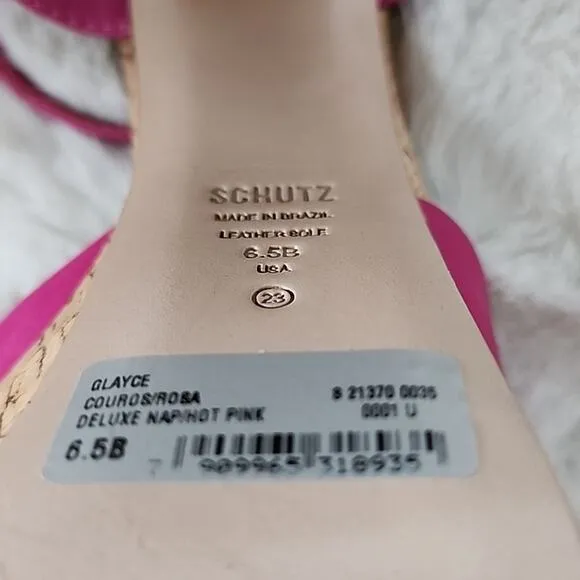 SCHUTZ
MADE IN BRAZIL
LEATHER SOLE
6.5B
USA
23
GLAYCE
COUROS/ROSA
DELUXE NAP/HOT PINK
6.5B
S 21370 0035
0001 U
7 909965 318935